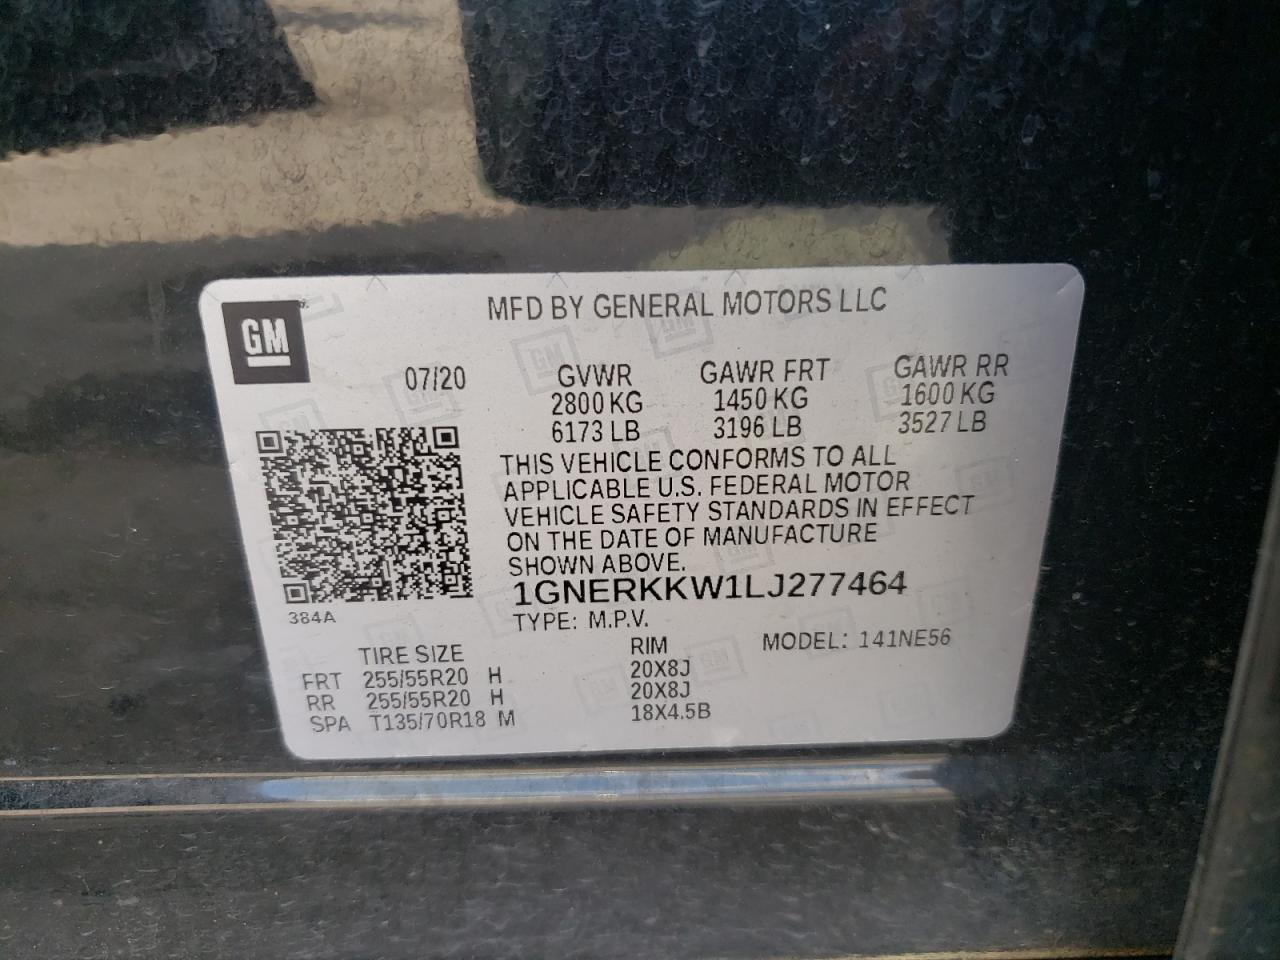 MFD BY GENERAL MOTORS LLC
GM
07/20 GVWR GAWR FRT GAWR RR
2800 KG 1450 KG 1600 KG
6173 LB 3196 LB 3527 LB
THIS VEHICLE CONFORMS TO ALL
APPLICABLE U.S. FEDERAL MOTOR
VEHICLE SAFETY STANDARDS IN EFFECT
ON THE DATE OF MANUFACTURE
SHOWN ABOVE.
1GNERKKW1LJ277464
384A
TYPE: M.P.V.
TIRE SIZE RIM MODEL: 141NE56
FRT 255/55R20 H 20X8J
RR 255/55R20 H 20X8J
SPA T135/70R18 M 18X4.5B